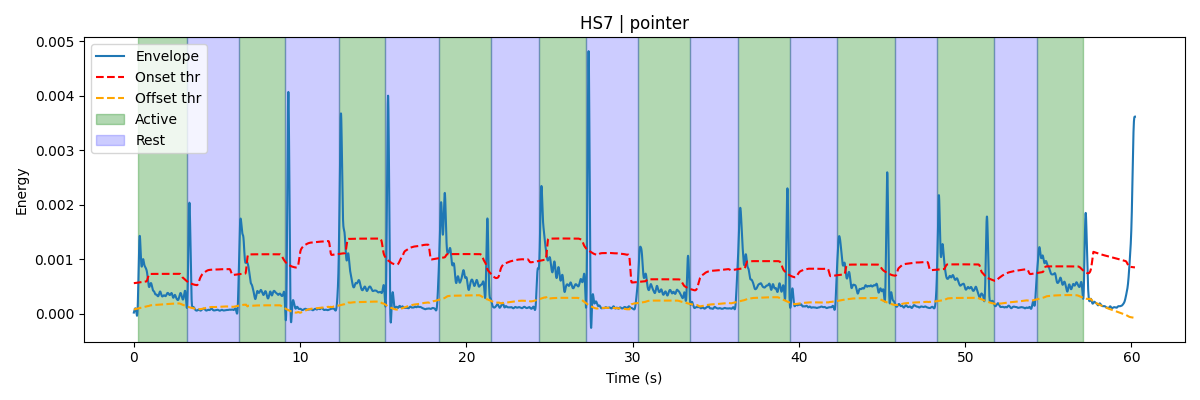 HS7 | pointer
0.005
0.004
0.003
0.002
0.001
0.000
Energy
Envelope
Onset thr
Offset thr
Active
Rest
0 10 20 30 40 50 60
Time (s)